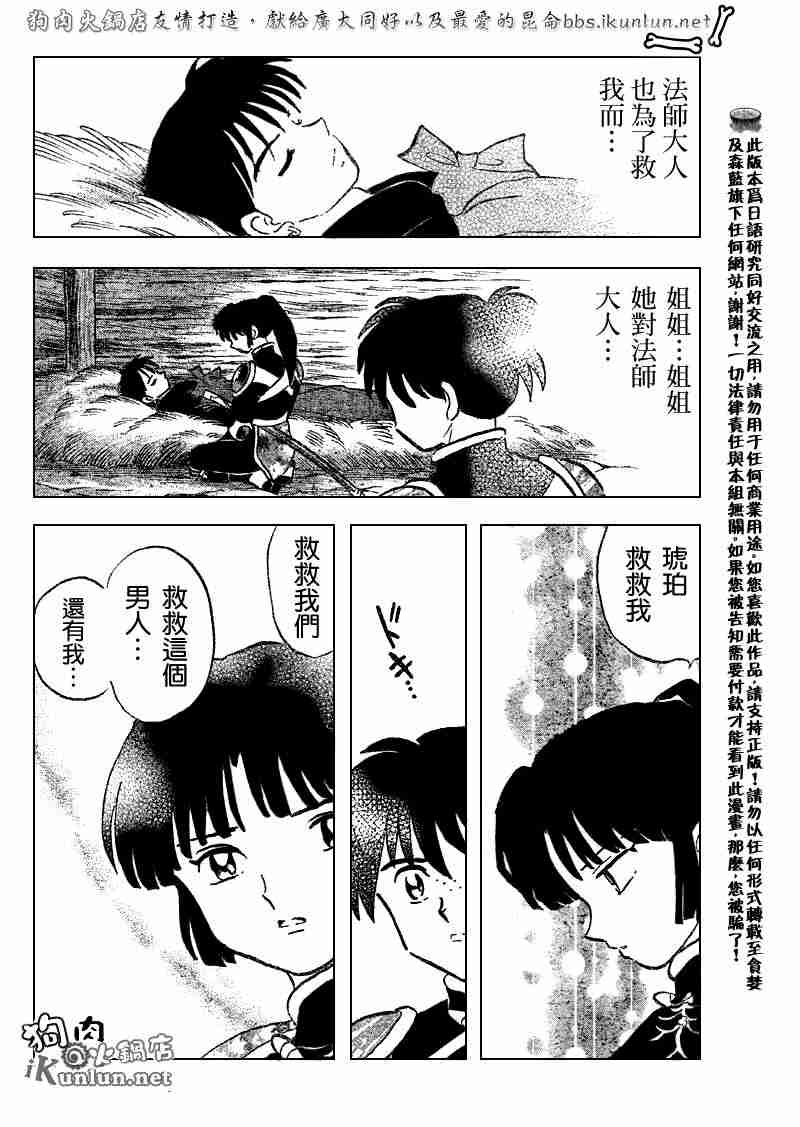 狗肉火鍋店友情打造，獻給廣大同好以及最愛的昆命bbs.ikunlun.net
法師大人
也為了救
我而…
姐姐…姐姐
她對法師
大人…
琥珀
救救我
ドキ…
救救我們
救救這個
男人…
還有我…
此版本爲日語研究同好交流之用，請勿用于任何商業用途。如您喜歡此作品，請支持正版！請勿以任何形式轉載至貪婪
及森藍旗下任何網站，謝謝！一切法律責任與本組無關。如果您被告知需要付款才能看到此漫畫，那麽，您被騙了！
狗肉
火鍋店
iKunlun.net